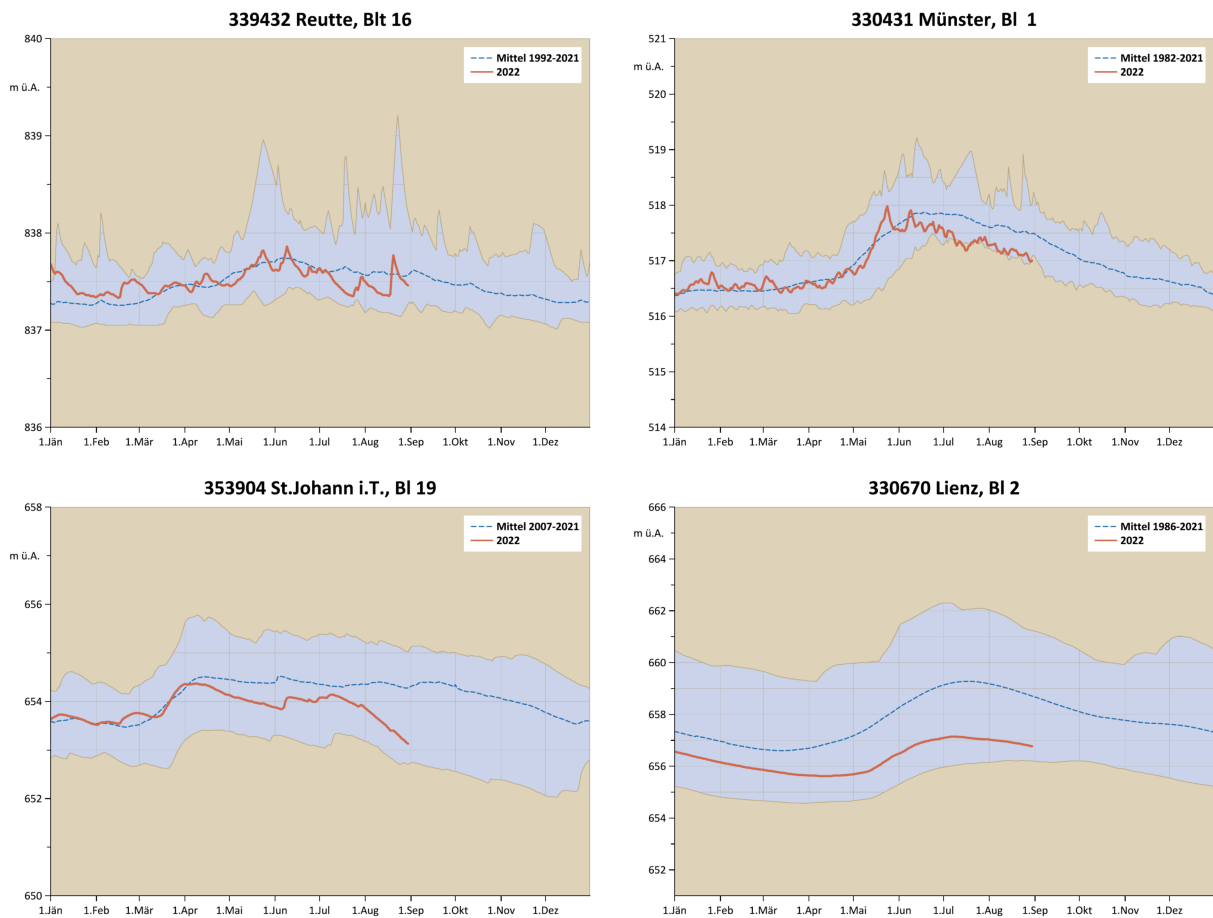 339432 Reutte, Blt 16
840
m ü.A.
839
838
837
836
Mittel 1992-2021
2022
1.Jän 1.Feb 1.Mär 1.Apr 1.Mai 1.Jun 1.Jul 1.Aug 1.Sep 1.Okt 1.Nov 1.Dez
330431 Münster, Bl 1
521
m ü.A.
520
519
518
517
516
515
514
Mittel 1982-2021
2022
1.Jän 1.Feb 1.Mär 1.Apr 1.Mai 1.Jun 1.Jul 1.Aug 1.Sep 1.Okt 1.Nov 1.Dez
353904 St.Johann i.T., Bl 19
658
m ü.A.
656
654
652
650
Mittel 2007-2021
2022
1.Jän 1.Feb 1.Mär 1.Apr 1.Mai 1.Jun 1.Jul 1.Aug 1.Sep 1.Okt 1.Nov 1.Dez
330670 Lienz, Bl 2
666
m ü.A.
664
662
660
658
656
654
652
Mittel 1986-2021
2022
1.Jän 1.Feb 1.Mär 1.Apr 1.Mai 1.Jun 1.Jul 1.Aug 1.Sep 1.Okt 1.Nov 1.Dez